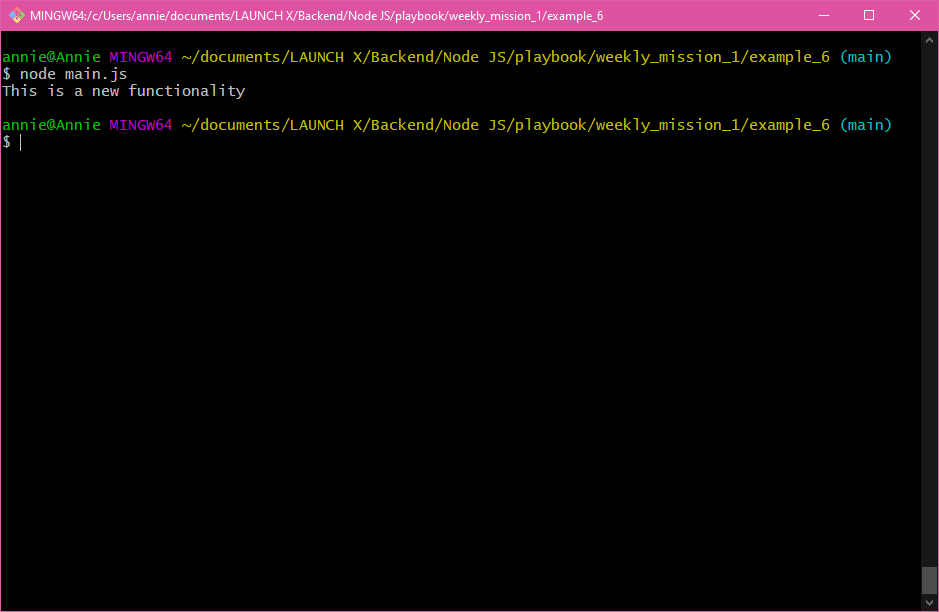 MINGW64:/c/Users/annie/documents/LAUNCH X/Backend/Node JS/playbook/weekly_mission_1/example_6
annie@Annie MINGW64 ~/documents/LAUNCH X/Backend/Node JS/playbook/weekly_mission_1/example_6 (main)
$ node main.js
This is a new functionality
annie@Annie MINGW64 ~/documents/LAUNCH X/Backend/Node JS/playbook/weekly_mission_1/example_6 (main)
$